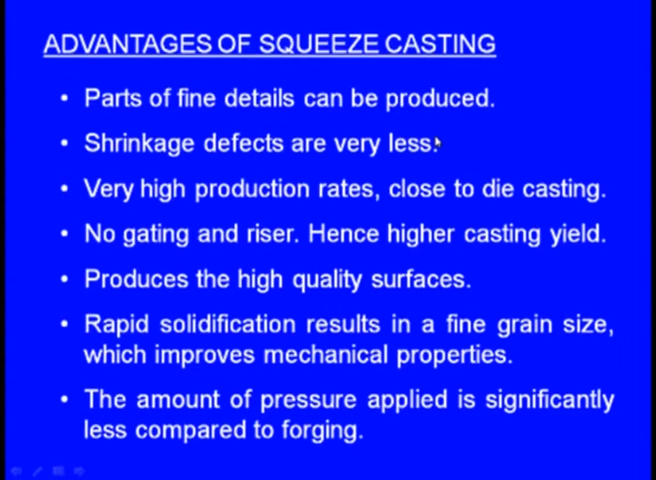 ADVANTAGES OF SQUEEZE CASTING
• Parts of fine details can be produced.
• Shrinkage defects are very less.
• Very high production rates, close to die casting.
• No gating and riser. Hence higher casting yield.
• Produces the high quality surfaces.
• Rapid solidification results in a fine grain size,
which improves mechanical properties.
• The amount of pressure applied is significantly
less compared to forging.